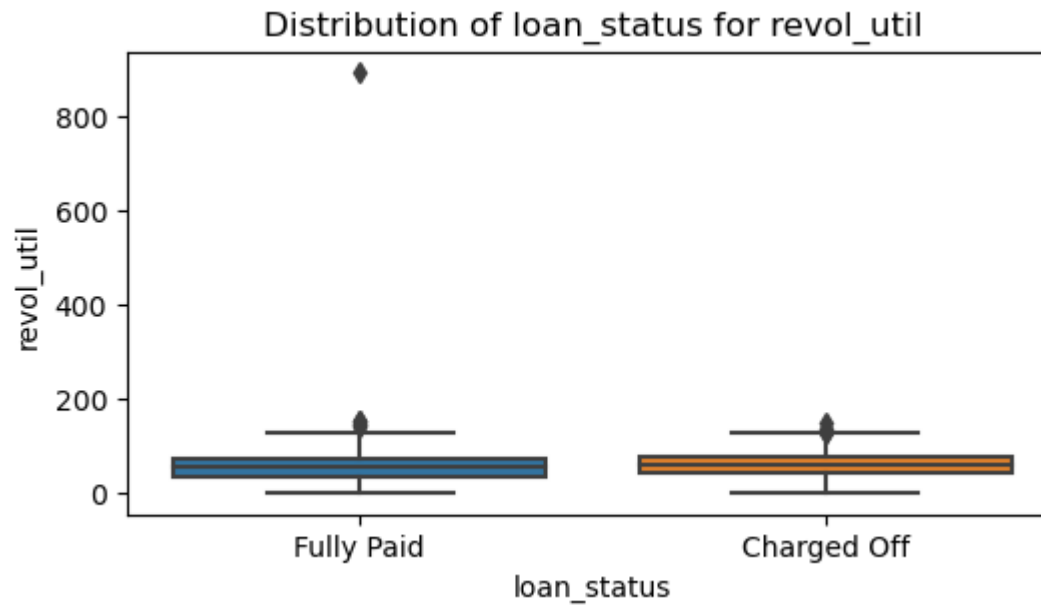 Distribution of loan_status for revol_util
800
600
400
200
0
revol_util
Fully Paid
Charged Off
loan_status